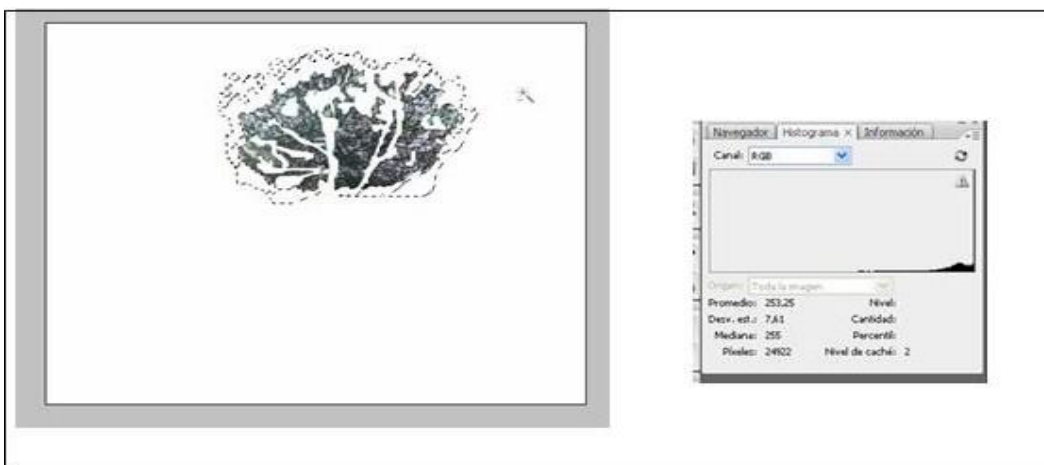 Navegador Histograma x Información
Canal: RGB
Origen: Toda la imagen
Promedio: 253,25 Nivel:
Desv. est.: 7,61 Cantidad:
Mediana: 255 Percentil:
Píxeles: 24922 Nivel de caché: 2